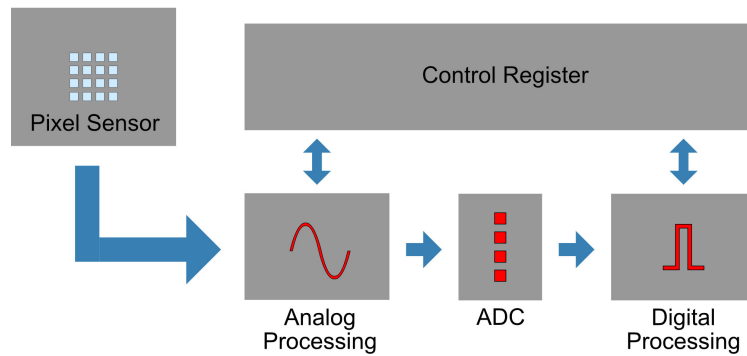 Pixel Sensor
Control Register
Analog
Processing
ADC
Digital
Processing